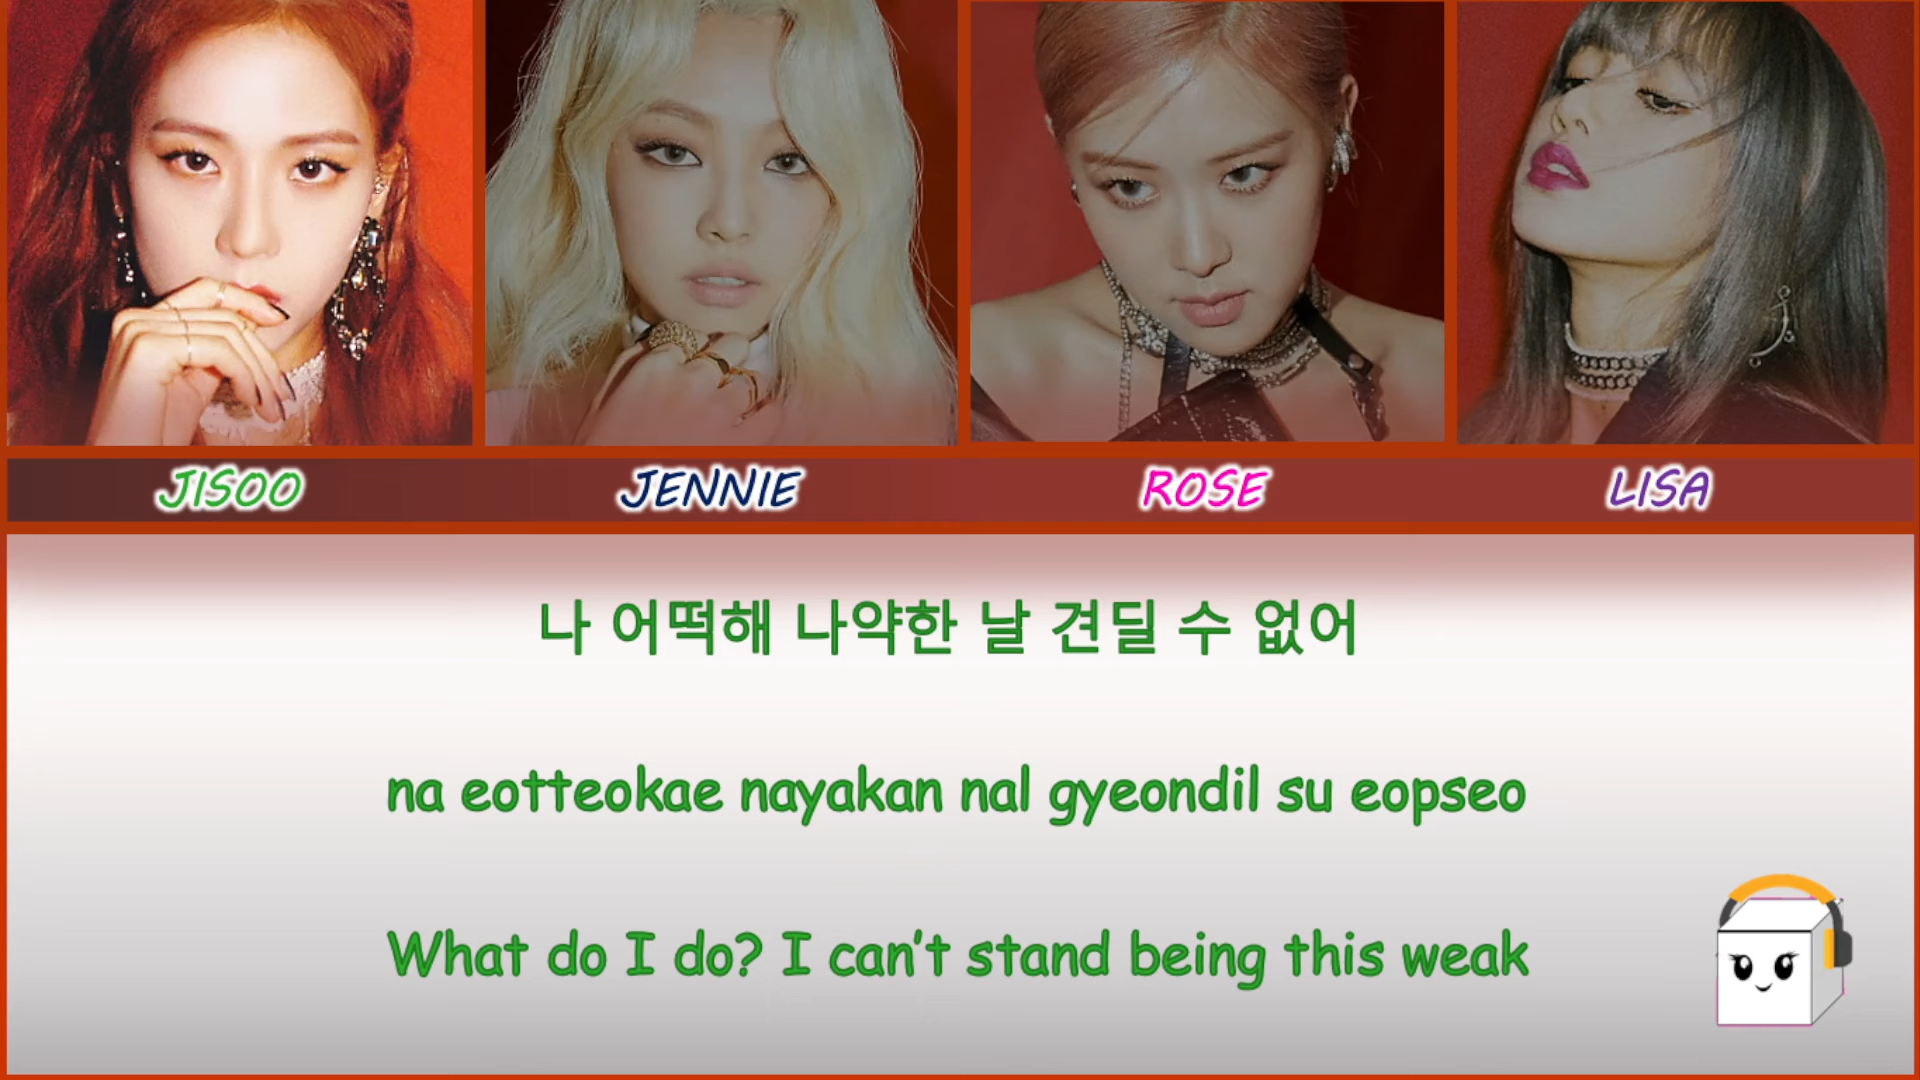 JISOO JENNIE ROSE LISA
나 어떡해 나약한 날 견딜 수 없어
na eotteokae nayakan nal gyeondil su eopseo
What do I do? I can't stand being this weak